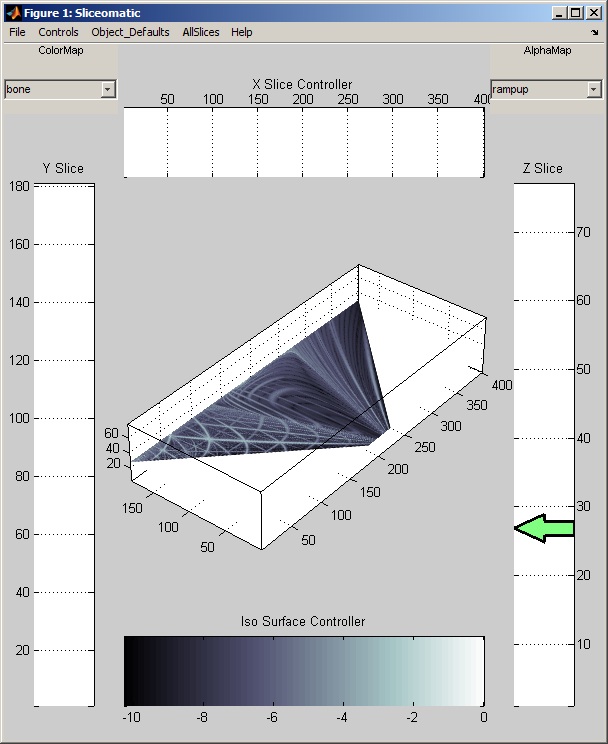 Figure 1: Sliceomatic
File Controls Object_Defaults AllSlices Help
ColorMap
AlphaMap
bone
rampup
X Slice Controller
50 100 150 200 250 300 350 400
Y Slice
180
160
140
120
100
80
60
40
20
Z Slice
70
60
50
40
30
20
10
60
40
20
150
100
50
50
100
150
200
250
300
350
400
Iso Surface Controller
-10 -8 -6 -4 -2 0